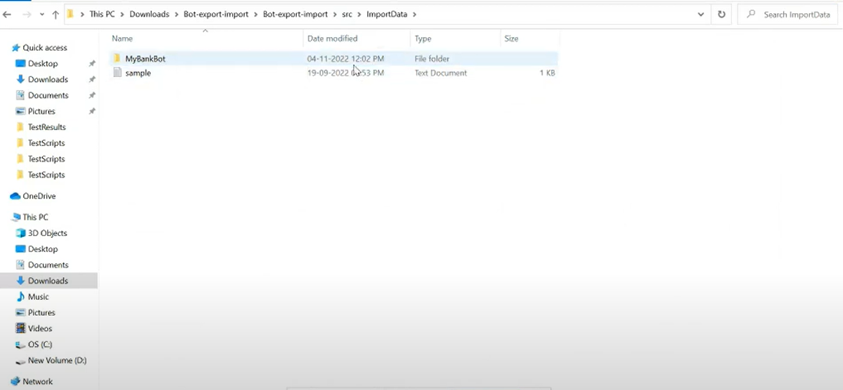 This PC > Downloads > Bot-export-import > Bot-export-import > src > ImportData >
Search ImportData
Name Date modified Type Size
MyBankBot 04-11-2022 12:02 PM File folder
sample 19-09-2022 :53 PM Text Document 1 KB
Quick access
Desktop
Downloads
Documents
Pictures
TestResults
TestScripts
TestScripts
TestScripts
OneDrive
This PC
3D Objects
Desktop
Documents
Downloads
Music
Pictures
Videos
OS (C:)
New Volume (D:)
Network